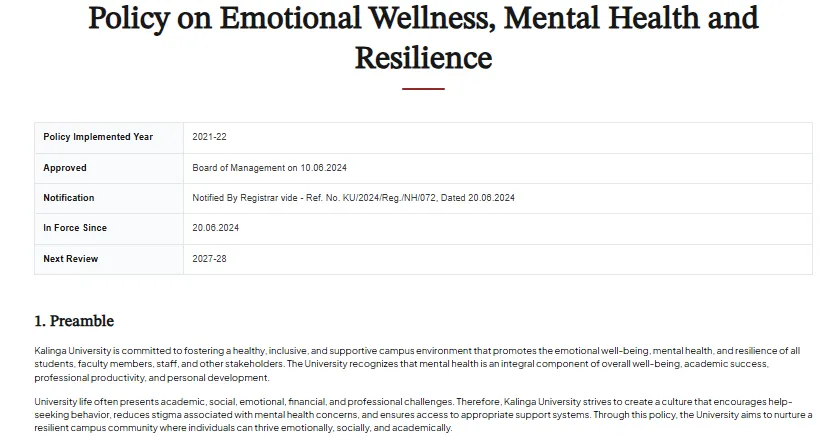 Policy on Emotional Wellness, Mental Health and
Resilience
Policy Implemented Year 2021-22
Approved Board of Management on 10.06.2024
Notification Notified By Registrar vide - Ref. No. KU/2024/Reg./NH/072, Dated 20.06.2024
In Force Since 20.06.2024
Next Review 2027-28
1. Preamble
Kalinga University is committed to fostering a healthy, inclusive, and supportive campus environment that promotes the emotional well-being, mental health, and resilience of all
students, faculty members, staff, and other stakeholders. The University recognizes that mental health is an integral component of overall well-being, academic success,
professional productivity, and personal development.
University life often presents academic, social, emotional, financial, and professional challenges. Therefore, Kalinga University strives to create a culture that encourages help-
seeking behavior, reduces stigma associated with mental health concerns, and ensures access to appropriate support systems. Through this policy, the University aims to nurture a
resilient campus community where individuals can thrive emotionally, socially, and academically.